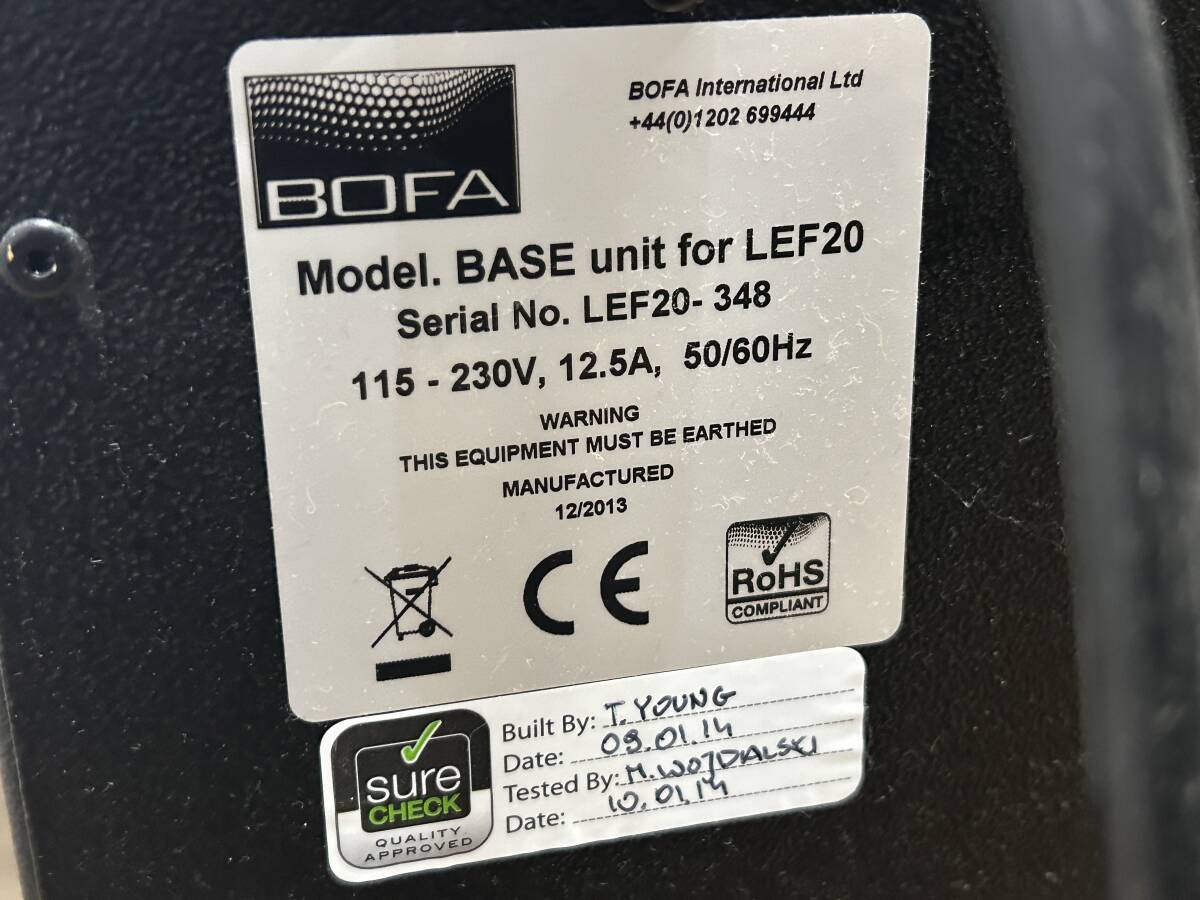 BOFA
BOFA International Ltd
+44(0)1202 699444
Model. BASE unit for LEF20
Serial No. LEF20- 348
115 - 230V, 12.5A, 50/60Hz
WARNING
THIS EQUIPMENT MUST BE EARTHED
MANUFACTURED
12/2013
CE
RoHS
COMPLIANT
sure
CHECK
QUALITY
APPROVED
Built By: T. YOUNG
Date: 09.01.14
Tested By: M. WOJDALSKI
Date: 10.01.14